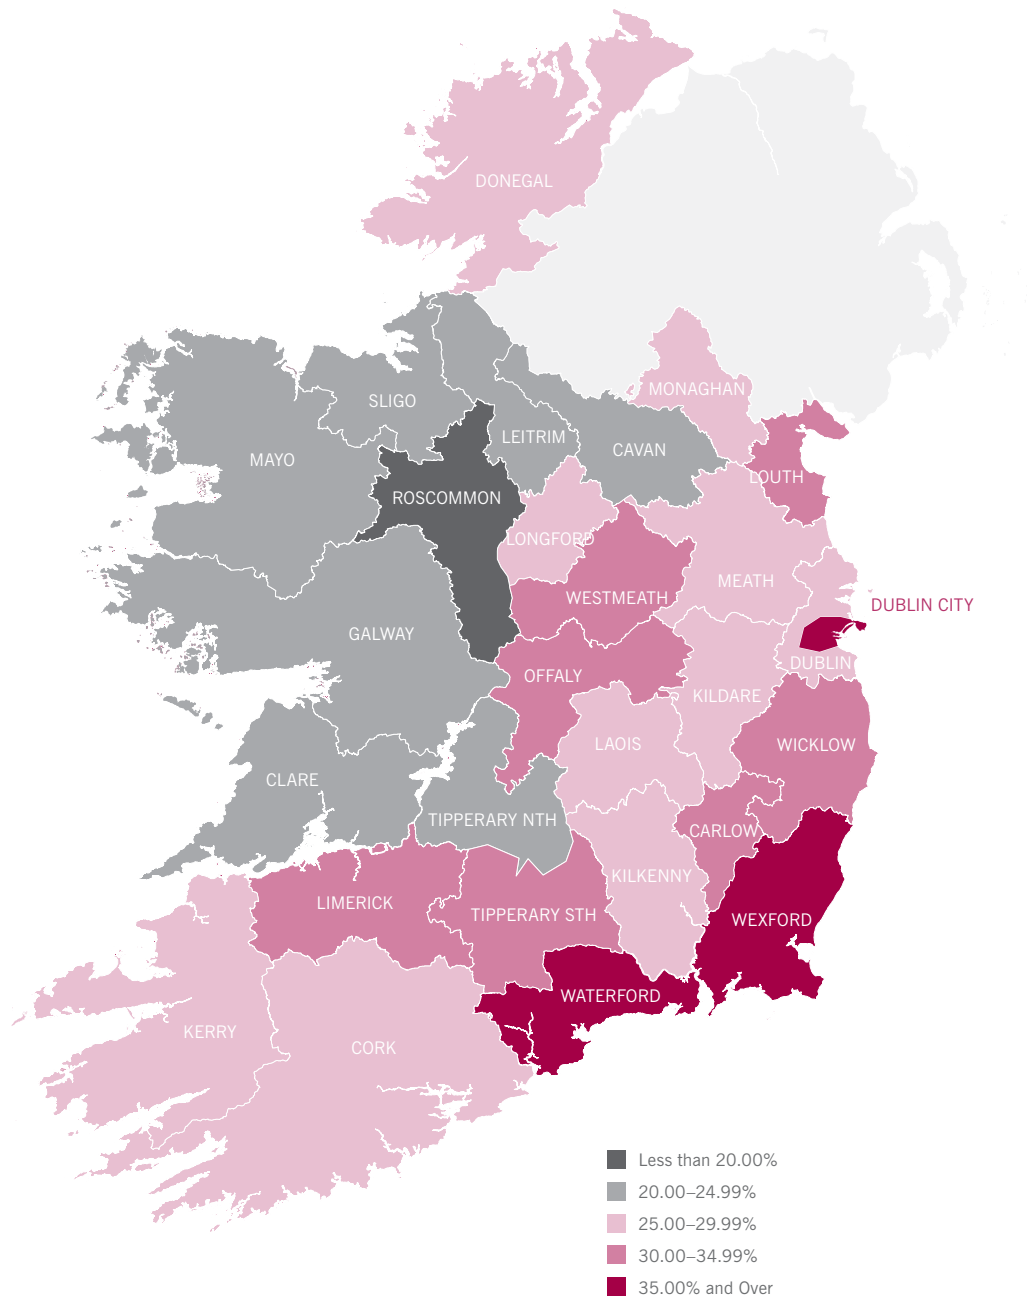 DONEGAL
MONAGHAN
SLIGO
LEITRIM
CAVAN
MAYO
LOUTH
ROSCOMMON
LONGFORD
MEATH
WESTMEATH
DUBLIN CITY
GALWAY
DUBLIN
OFFALY
KILDARE
LAOIS
WICKLOW
CLARE
TIPPERARY NTH
CARLOW
KILKENNY
LIMERICK
TIPPERARY STH
WEXFORD
WATERFORD
KERRY
CORK
Less than 20.00%
20.00–24.99%
25.00–29.99%
30.00–34.99%
35.00% and Over